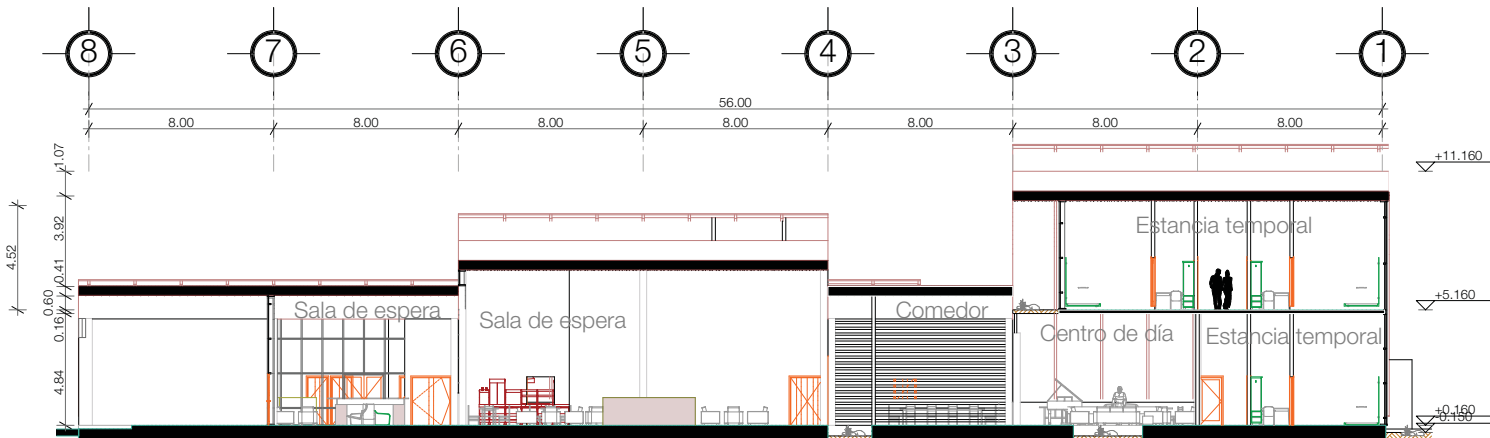 8 7 6 5 4 3 2 1
56.00
8.00 8.00 8.00 8.00 8.00 8.00 8.00
1.07
3.92
4.52
0.41
0.60
0.16
4.84
+11.160
+5.160
+0.160
-0.150
Estancia temporal
Sala de espera
Sala de espera
Comedor
Centro de día
Estancia temporal